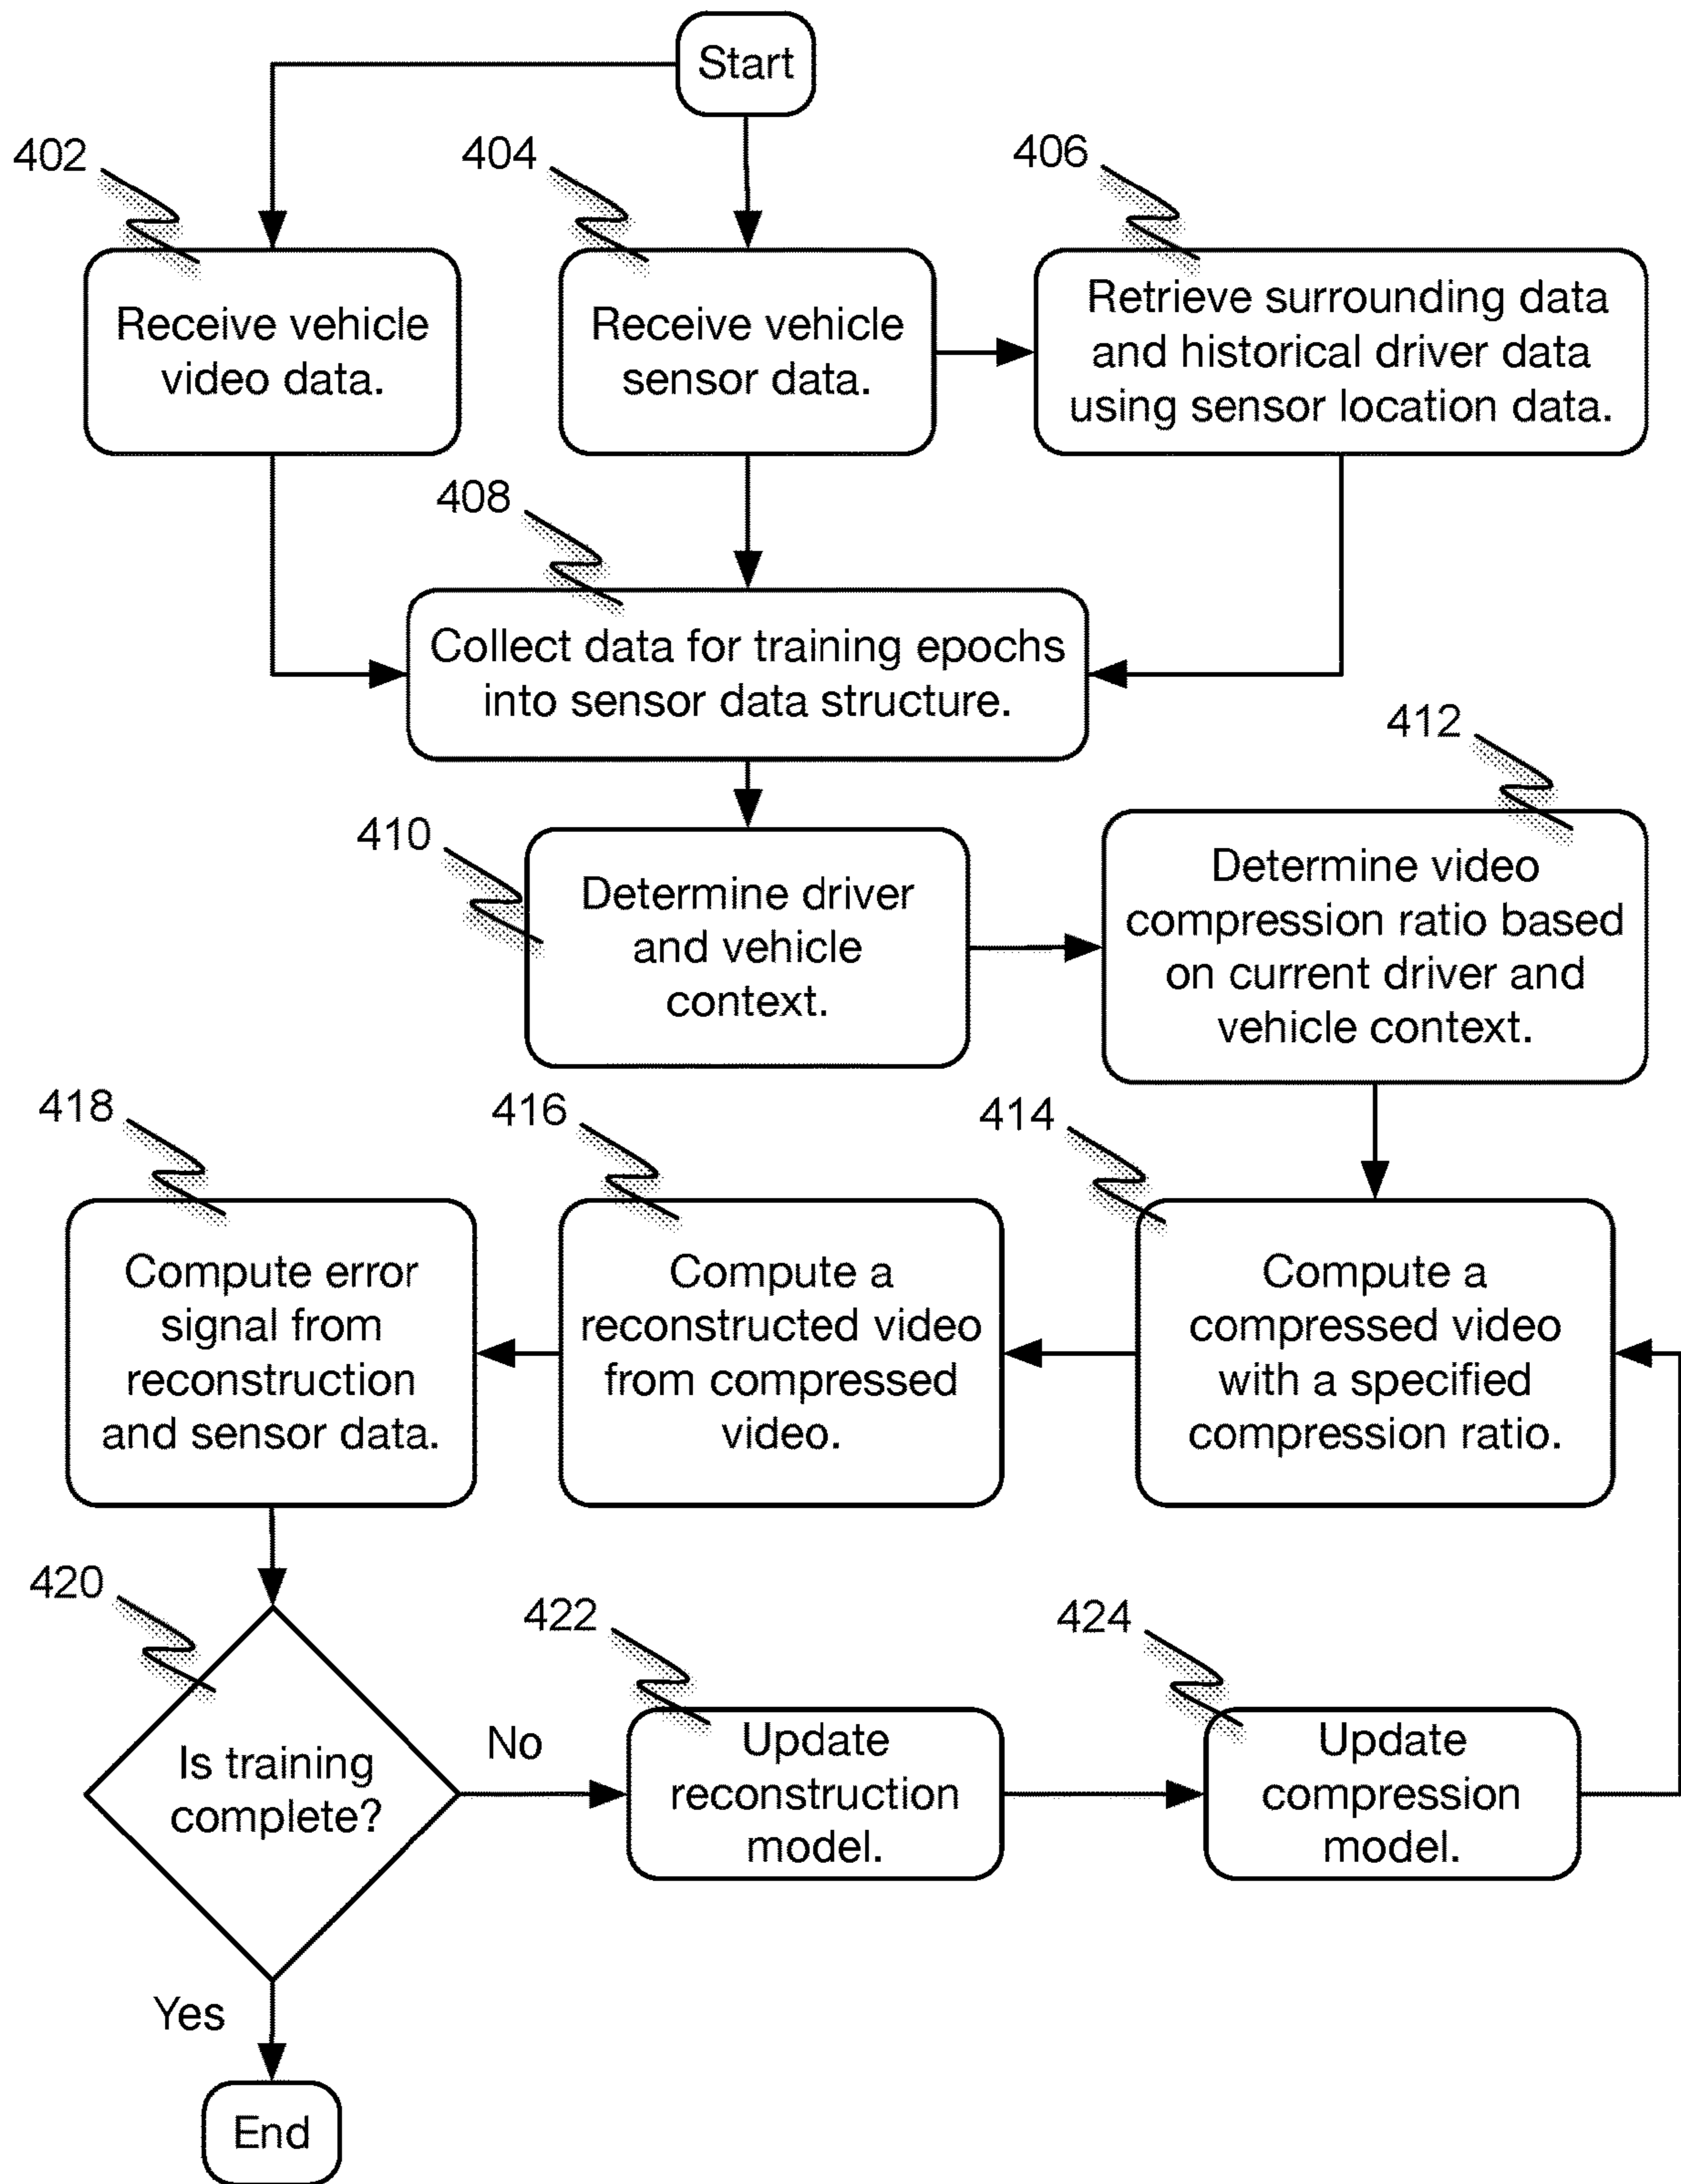 Start
402
404
406
Receive vehicle
video data.
Receive vehicle
sensor data.
Retrieve surrounding data
and historical driver data
using sensor location data.
408
Collect data for training epochs
into sensor data structure.
410
412
Determine driver
and vehicle
context.
Determine video
compression ratio based
on current driver and
vehicle context.
418
416
414
Compute error
signal from
reconstruction
and sensor data.
Compute a
reconstructed video
from compressed
video.
Compute a
compressed video
with a specified
compression ratio.
420
422
424
Is training
complete?
No
Update
reconstruction
model.
Update
compression
model.
Yes
End